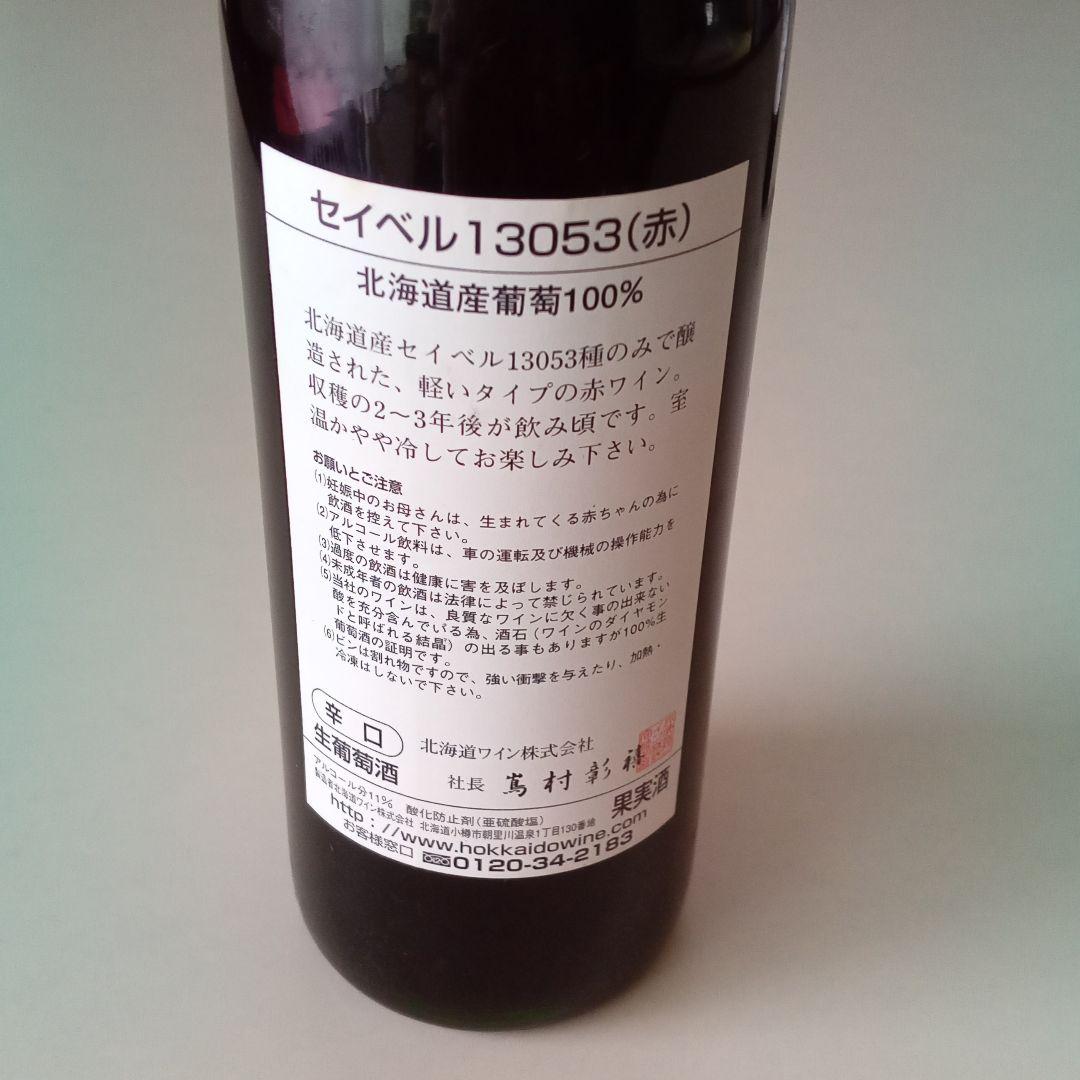 セイベル13053(赤)
北海道産葡萄100%
北海道産セイベル13053種のみで醸
造された、軽いタイプの赤ワイン。
収穫の2〜3年後が飲み頃です。室
温かやや冷してお楽しみ下さい。
お願いとご注意
(1)妊娠中のお母さんは、生まれてくる赤ちゃんの為に
飲酒を控えて下さい。
(2)アルコール飲料は、車の運転及び機械の操作能力を
低下させます。
(3)過度の飲酒は健康に害を及ぼします。
(4)未成年者の飲酒は法律によって禁じられています。
(5)当社のワインは、良質なワインに欠く事の出来ない
酸を充分含んでいる為、酒石(ワインのダイヤモン
ドと呼ばれる結晶)の出る事もありますが100%生
葡萄酒の証明です。
(6)ビンは割れ物ですので、強い衝撃を与えたり、加熱・
冷凍はしないで下さい。
辛口
生葡萄酒
北海道ワイン株式会社
社長 嶌村彰禧
果実酒
アルコール分11% 酸化防止剤(亜硫酸塩)
製造者北海道ワイン株式会社 北海道小樽市朝里川温泉1丁目130番地
http://www.hokkaidowine.com
お客様窓口 0120-34-2183